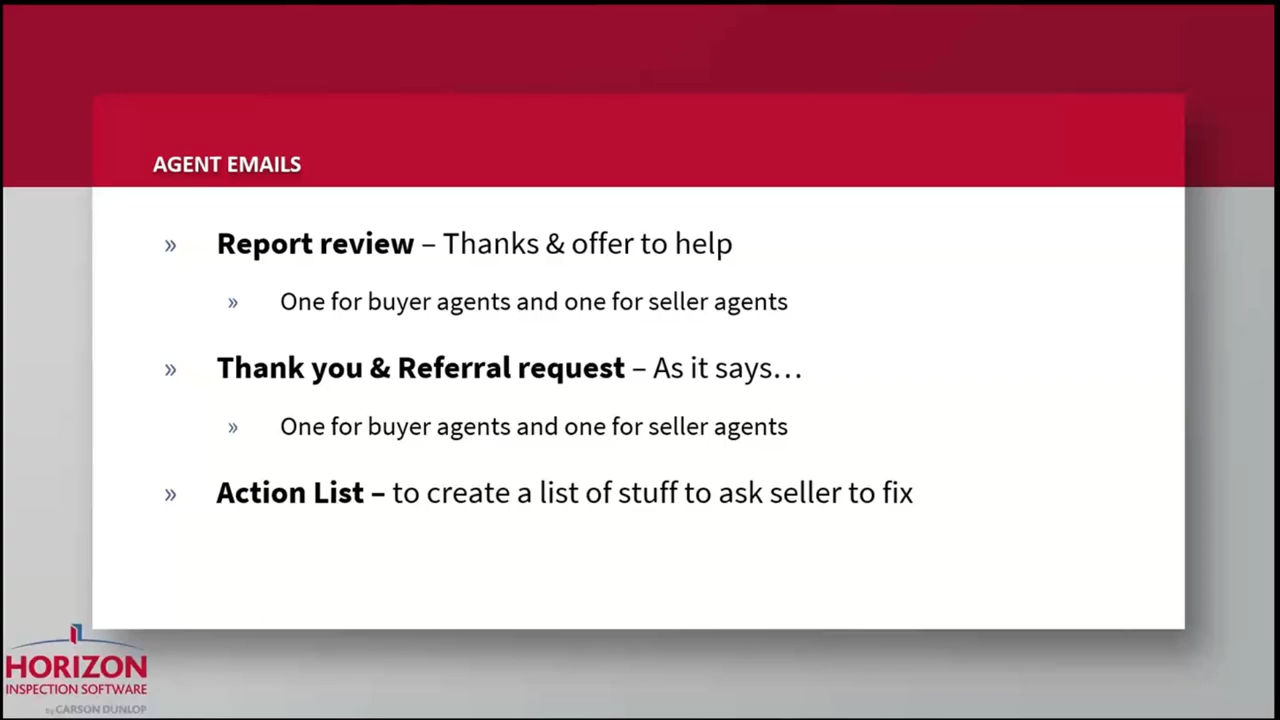 AGENT EMAILS
» Report review – Thanks & offer to help
» One for buyer agents and one for seller agents
» Thank you & Referral request – As it says…
» One for buyer agents and one for seller agents
» Action List – to create a list of stuff to ask seller to fix
HORIZON
INSPECTION SOFTWARE
by CARSON DUNLOP